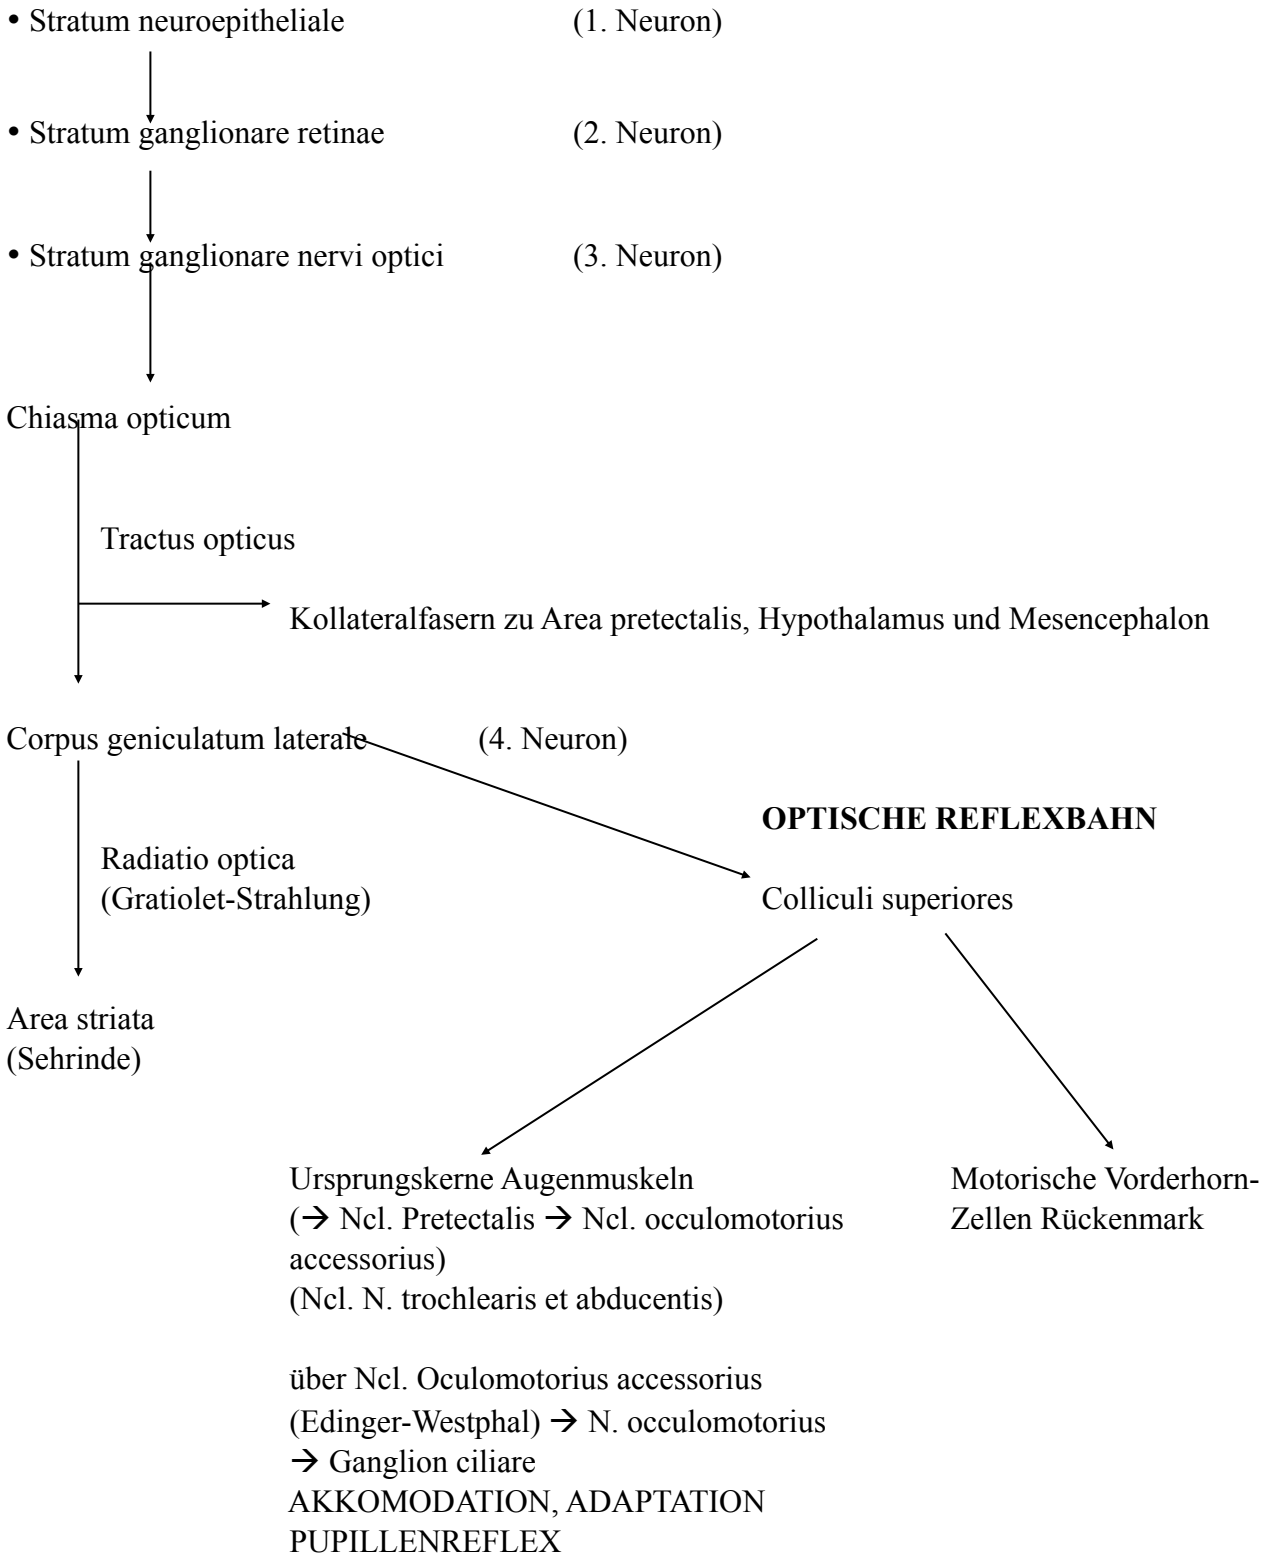 • Stratum neuroepitheliale (1. Neuron)
• Stratum ganglionare retinae (2. Neuron)
• Stratum ganglionare nervi optici (3. Neuron)
Chiasma opticum
Tractus opticus
Kollateralfasern zu Area pretectalis, Hypothalamus und Mesencephalon
Corpus geniculatum laterale (4. Neuron)
OPTISCHE REFLEXBAHN
Radiatio optica
(Gratiolet-Strahlung)
Colliculi superiores
Area striata
(Sehrinde)
Ursprungskerne Augenmuskeln
(→ Ncl. Pretectalis → Ncl. occulomotorius
accessorius)
(Ncl. N. trochlearis et abducentis)
Motorische Vorderhorn-
Zellen Rückenmark
über Ncl. Oculomotorius accessorius
(Edinger-Westphal) → N. occulomotorius
→ Ganglion ciliare
AKKOMODATION, ADAPTATION
PUPILLENREFLEX